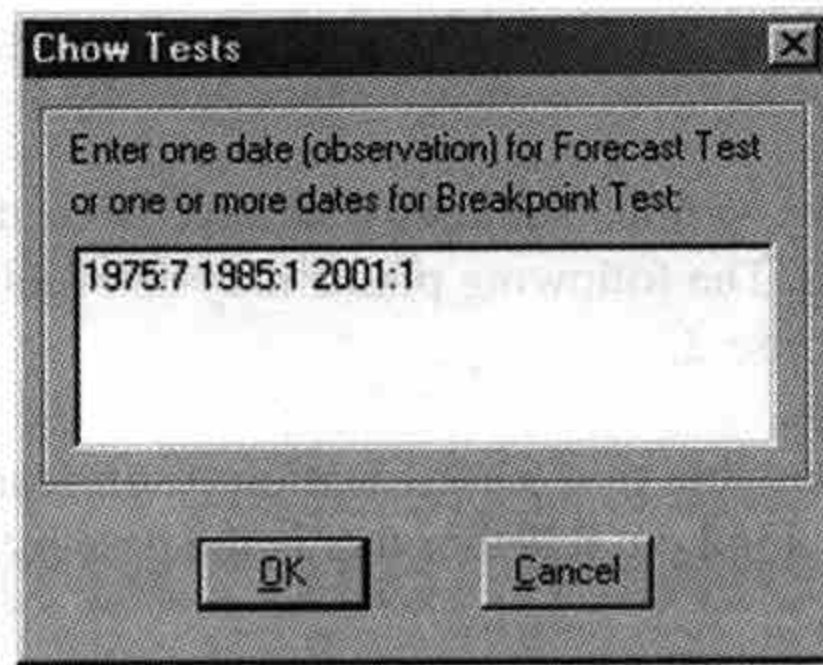 Chow Tests
Enter one date (observation) for Forecast Test
or one or more dates for Breakpoint Test:
1975:7 1985:1 2001:1
OK
Cancel